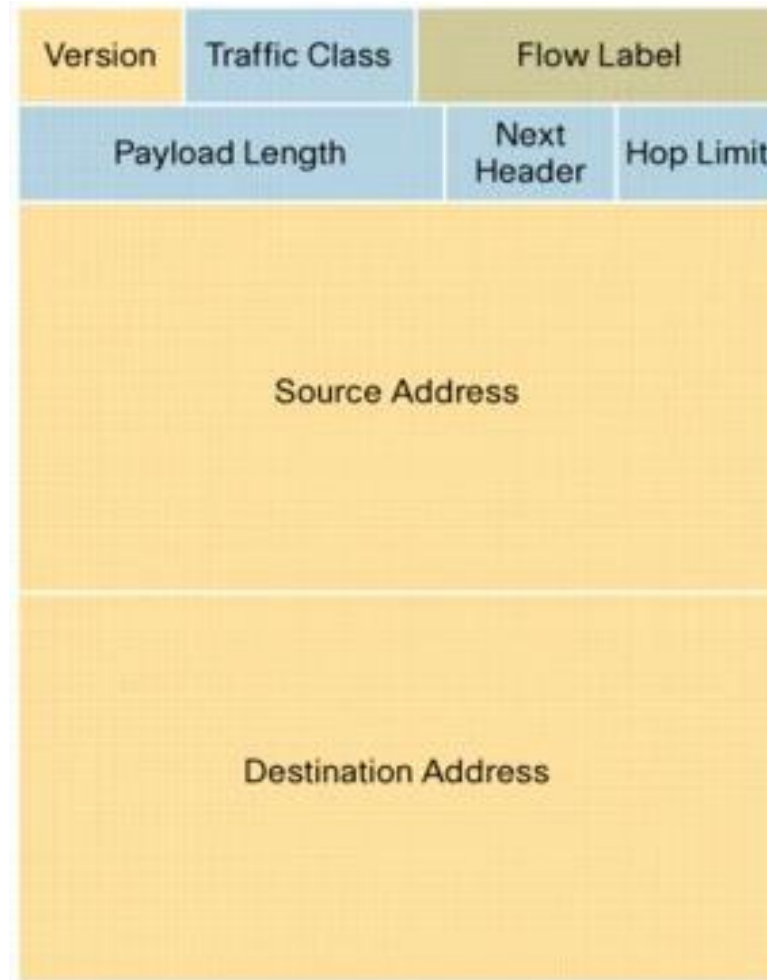 Version Traffic Class Flow Label
Payload Length Next Header Hop Limit
Source Address
Destination Address